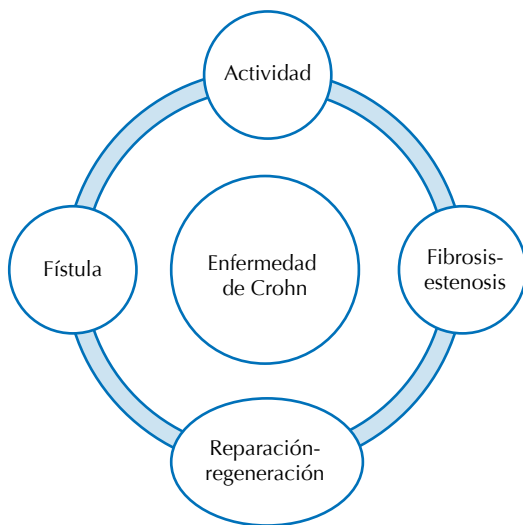 Actividad
Fístula
Enfermedad
de Crohn
Fibrosis-
estenosis
Reparación-
regeneración